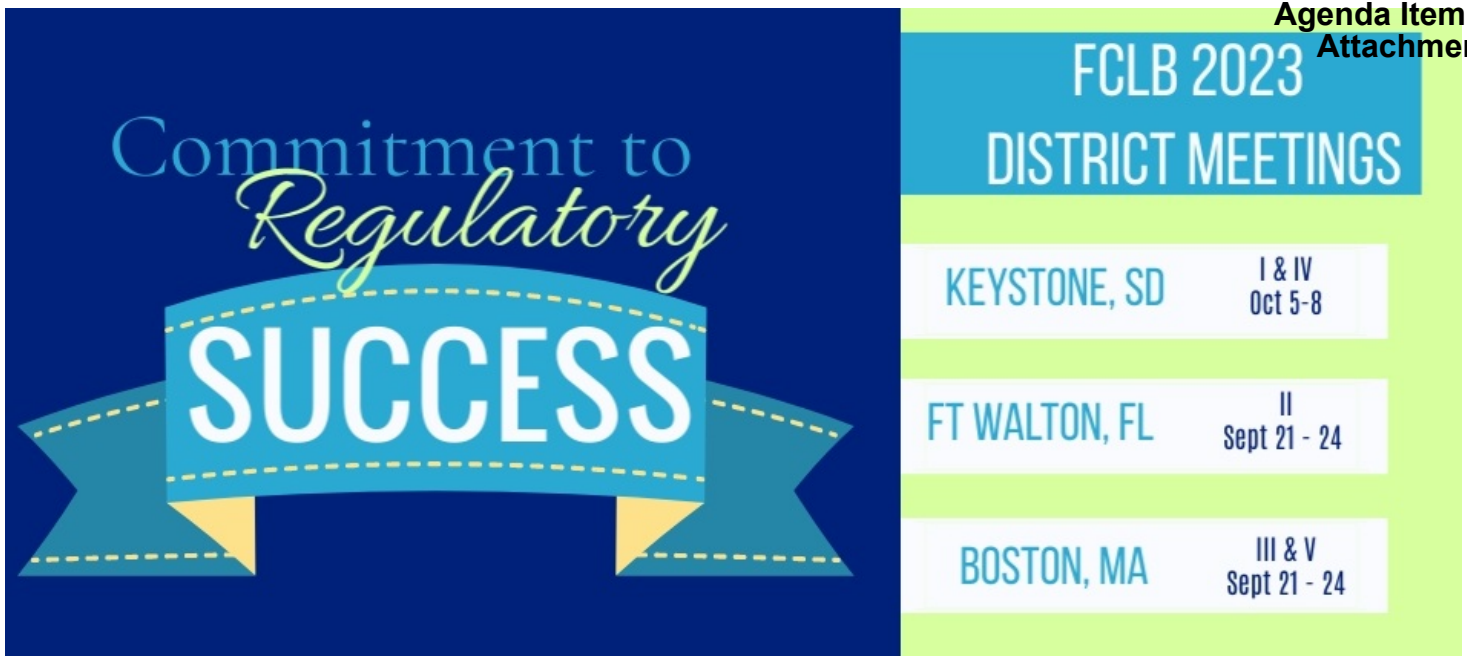 Agenda Item
Commitment to
Regulatory
SUCCESS
FCLB 2023
DISTRICT MEETINGS
KEYSTONE, SD
I & IV
Oct 5-8
FT WALTON, FL
II
Sept 21 - 24
BOSTON, MA
III & V
Sept 21 - 24